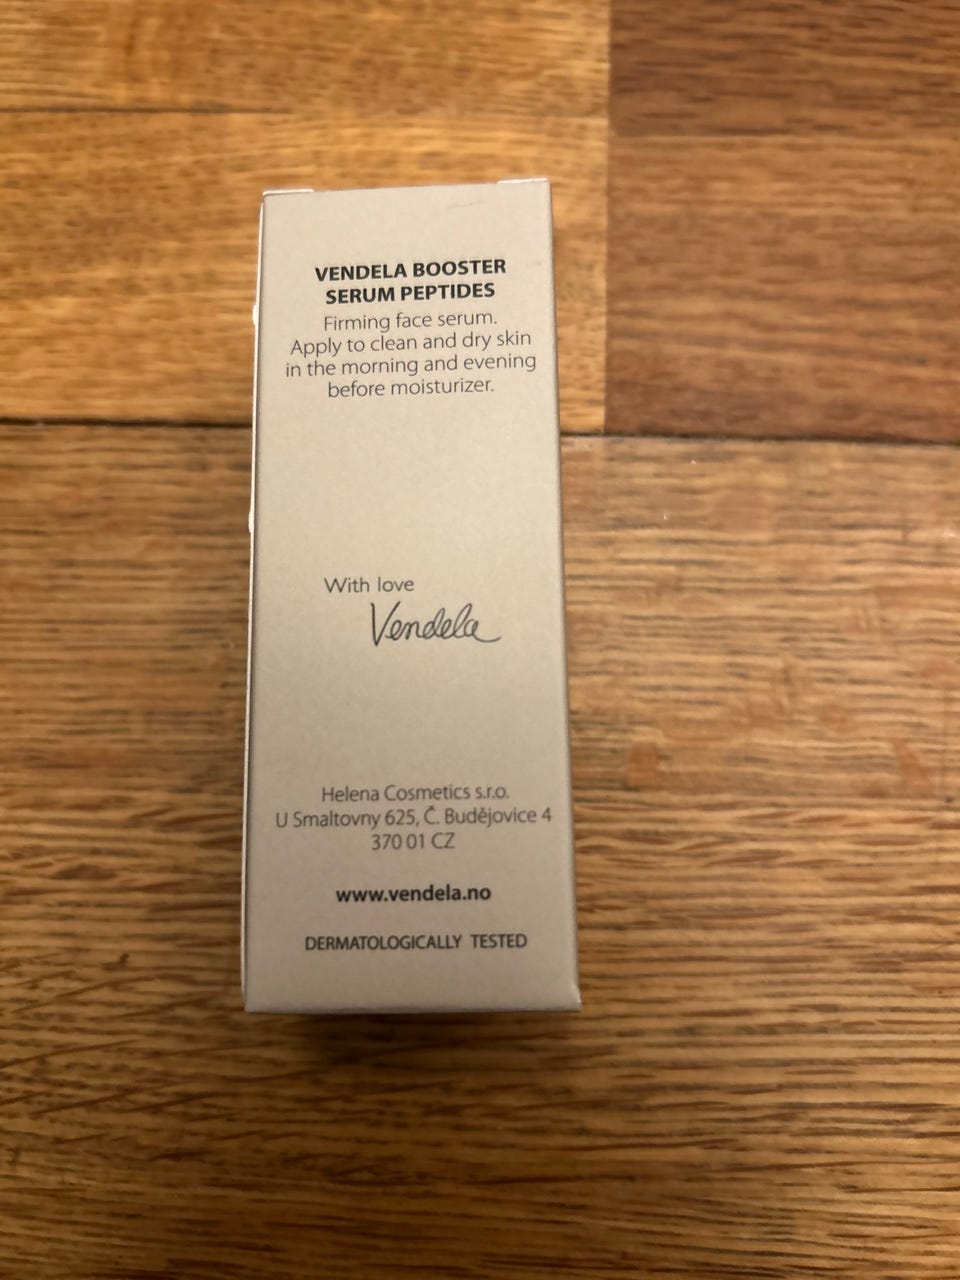 VENDELA BOOSTER
SERUM PEPTIDES
Firming face serum.
Apply to clean and dry skin
in the morning and evening
before moisturizer.
With love
Vendela
Helena Cosmetics s.r.o.
U Smaltovny 625, Č. Budějovice 4
370 01 CZ
www.vendela.no
DERMATOLOGICALLY TESTED